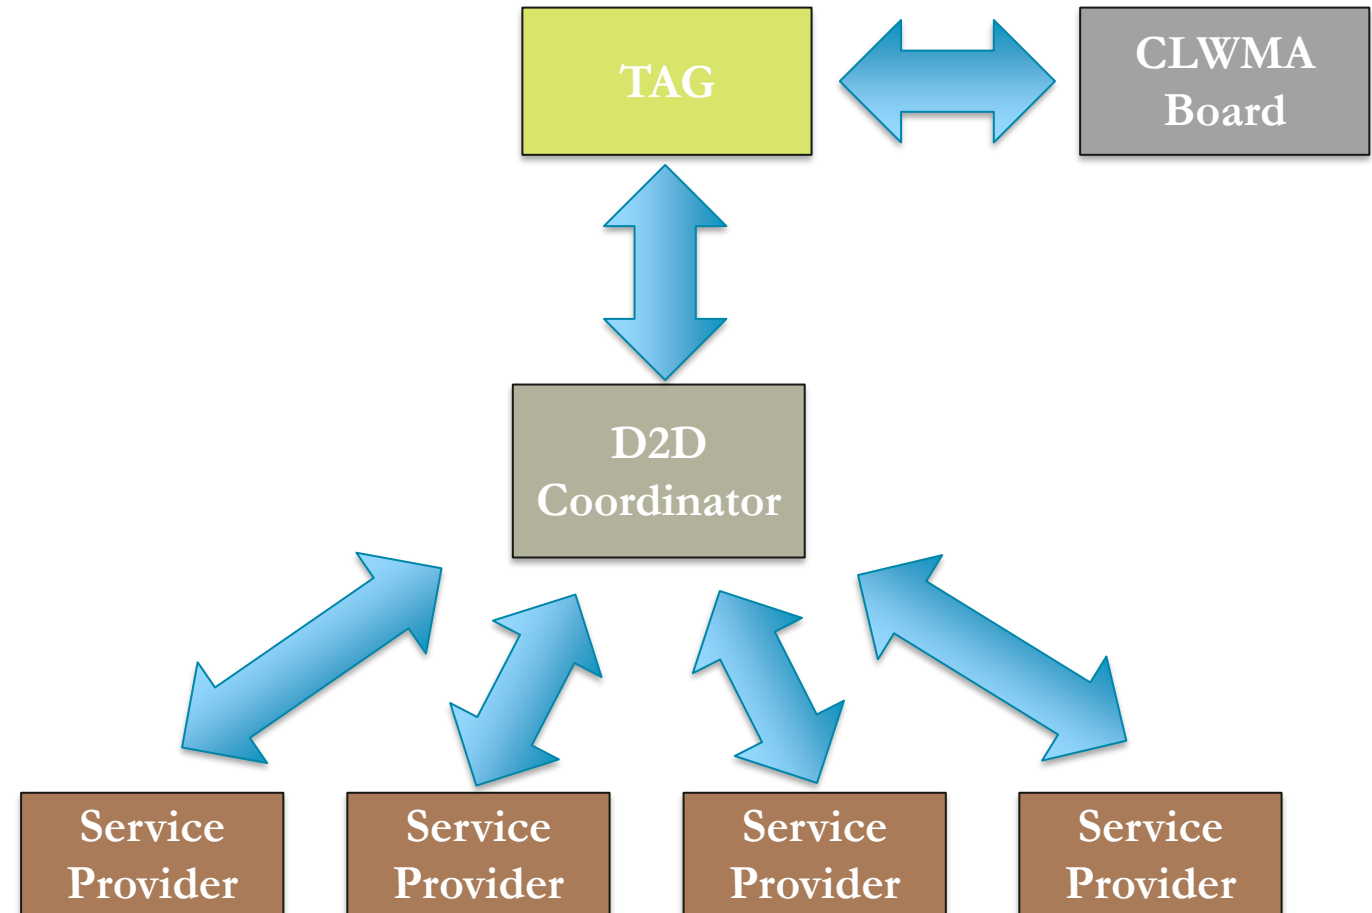 TAG
CLWMA
Board
D2D
Coordinator
Service
Provider
Service
Provider
Service
Provider
Service
Provider